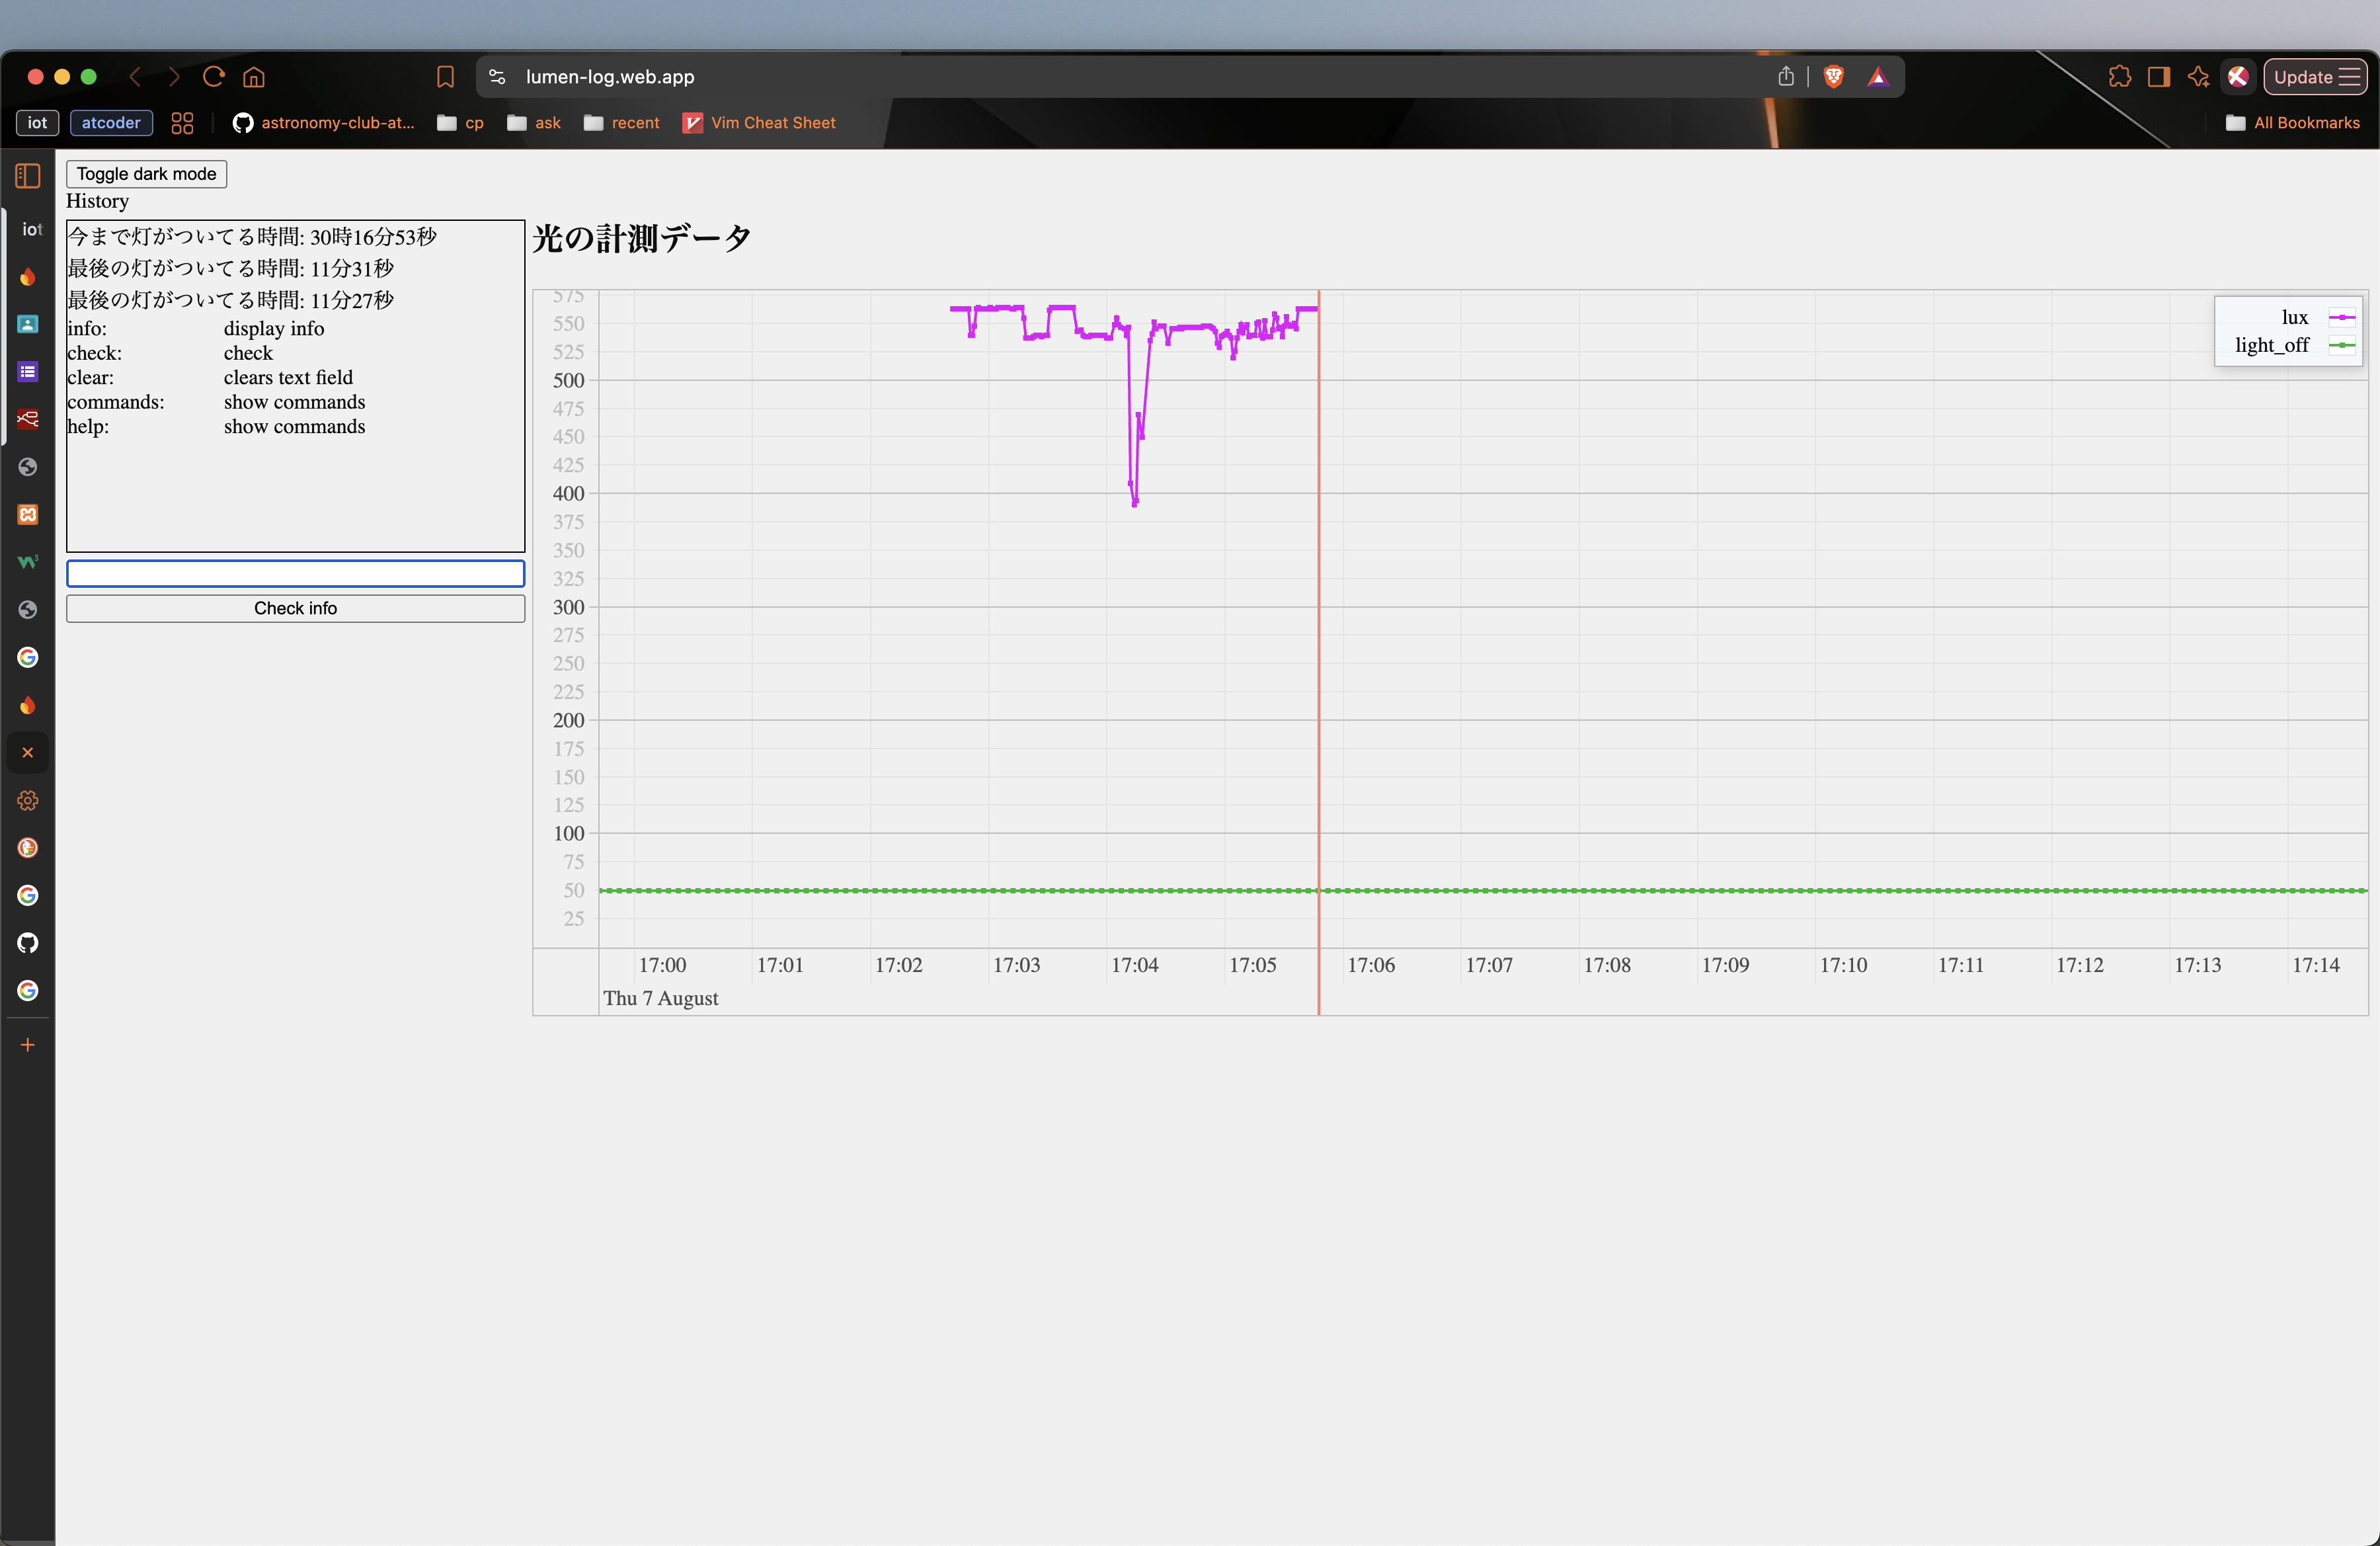 lumen-log.web.app
Update
iot
atcoder
astronomy-club-at...
cp
ask
recent
Vim Cheat Sheet
All Bookmarks
iot
Toggle dark mode
History
今まで灯がついてる時間: 30時16分53秒
最後の灯がついてる時間: 11分31秒
最後の灯がついてる時間: 11分27秒
info: display info
check: check
clear: clears text field
commands: show commands
help: show commands
Check info
光の計測データ
575
550
525
500
475
450
425
400
375
350
325
300
275
250
225
200
175
150
125
100
75
50
25
lux
light_off
17:00 17:01 17:02 17:03 17:04 17:05 17:06 17:07 17:08 17:09 17:10 17:11 17:12 17:13 17:14
Thu 7 August